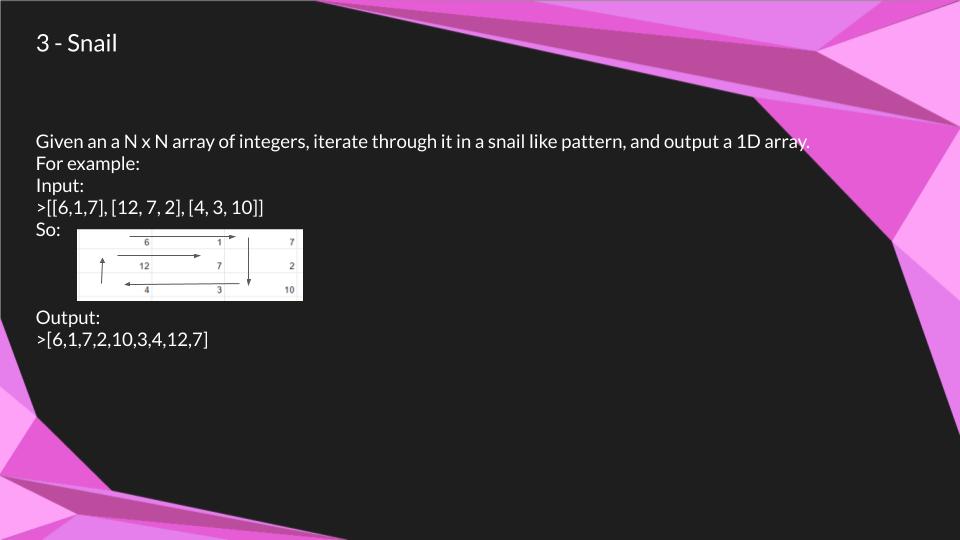 3 - Snail
Given an a N x N array of integers, iterate through it in a snail like pattern, and output a 1D array.
For example:
Input:
>[[6,1,7], [12, 7, 2], [4, 3, 10]]
So:
6 1 7
12 7 2
4 3 10
Output:
>[6,1,7,2,10,3,4,12,7]